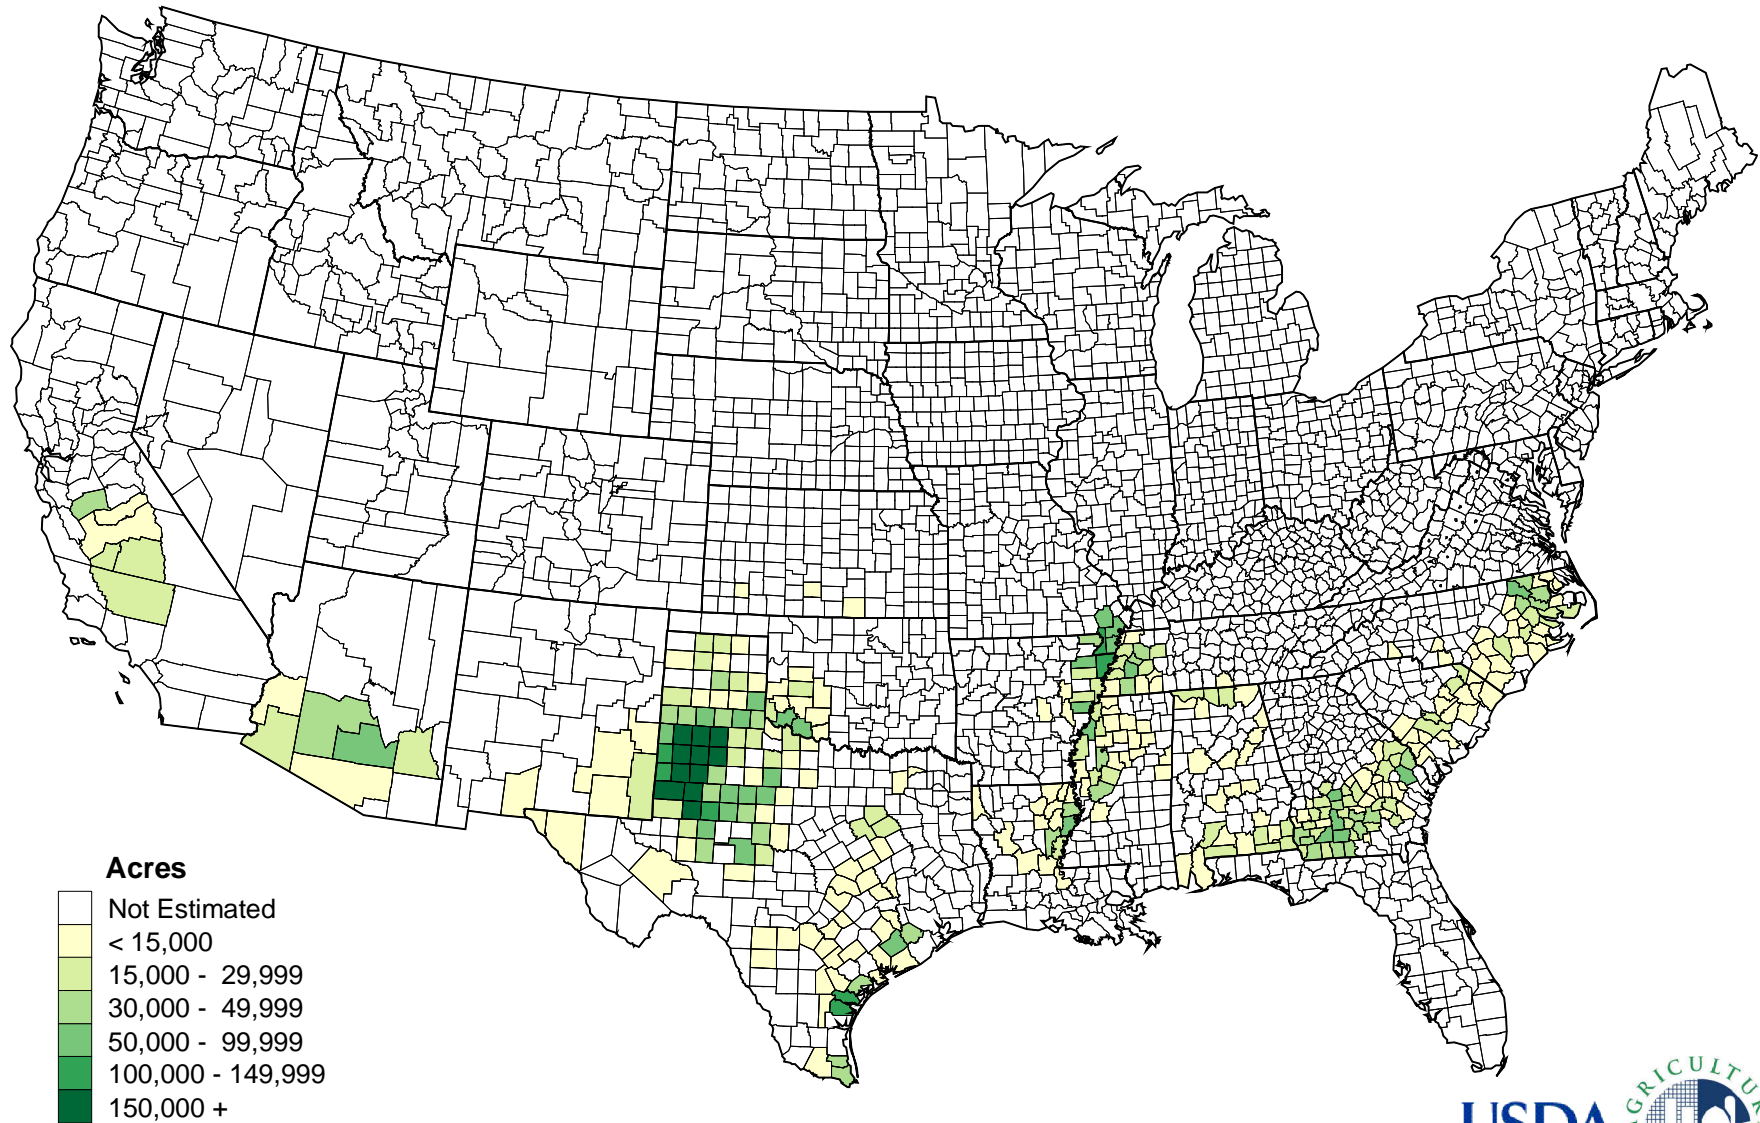 Acres
Not Estimated
< 15,000
15,000 - 29,999
30,000 - 49,999
50,000 - 99,999
100,000 - 149,999
150,000 +
USDA